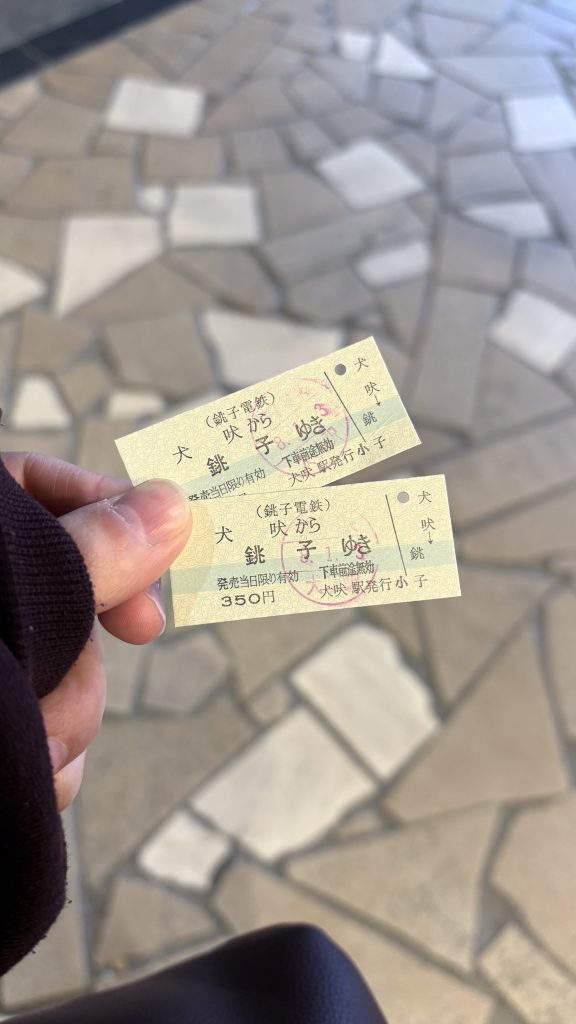 (銚子電鉄)
犬吠から
銚子ゆき
発売当日限り有効 下車前途無効
犬吠駅発行 小子
犬吠→銚子
(銚子電鉄)
犬吠から
銚子ゆき
発売当日限り有効 下車前途無効
350円 犬吠駅発行 小子
犬吠→銚